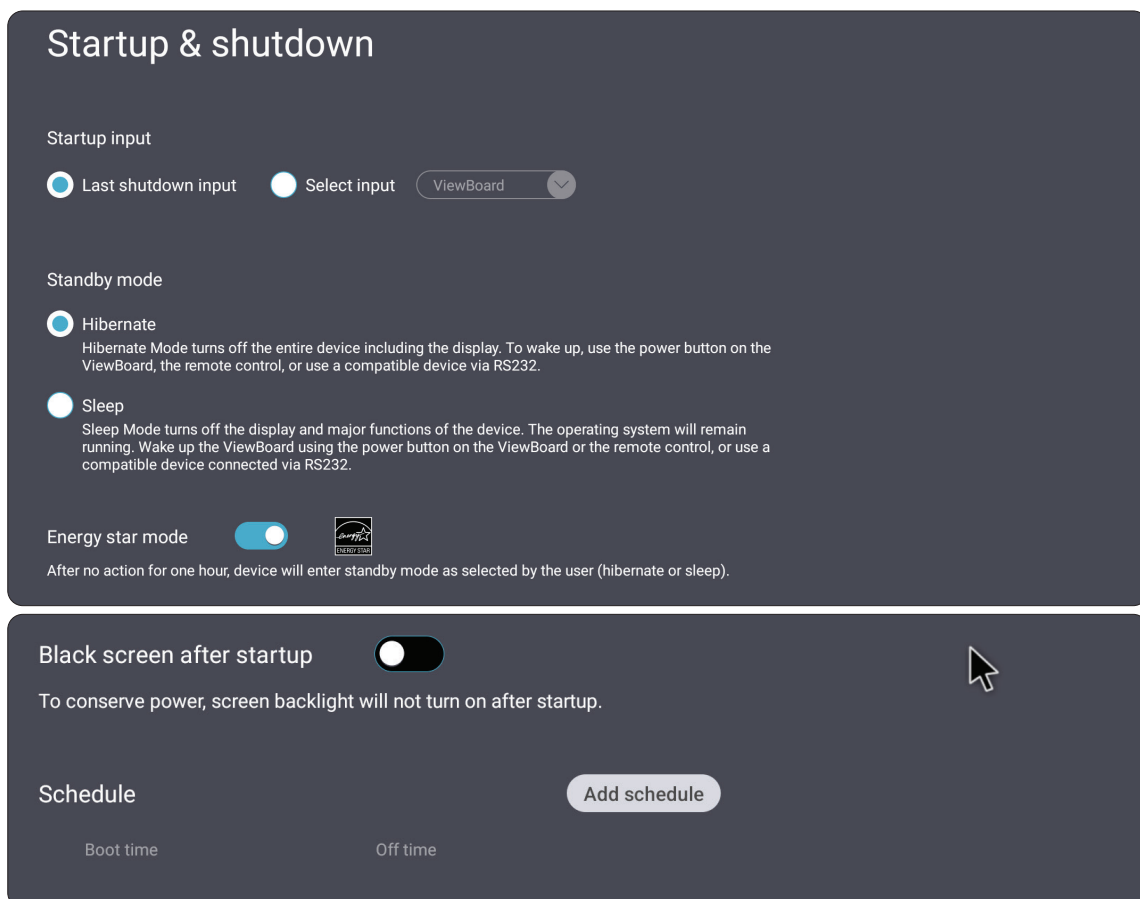 Startup & shutdown
Startup input
Last shutdown input Select input ViewBoard
Standby mode
Hibernate
Hibernate Mode turns off the entire device including the display. To wake up, use the power button on the
ViewBoard, the remote control, or use a compatible device via RS232.
Sleep
Sleep Mode turns off the display and major functions of the device. The operating system will remain
running. Wake up the ViewBoard using the power button on the ViewBoard or the remote control, or use a
compatible device connected via RS232.
Energy star mode energy
ENERGY STAR
After no action for one hour, device will enter standby mode as selected by the user (hibernate or sleep).
Black screen after startup
To conserve power, screen backlight will not turn on after startup.
Schedule Add schedule
Boot time Off time